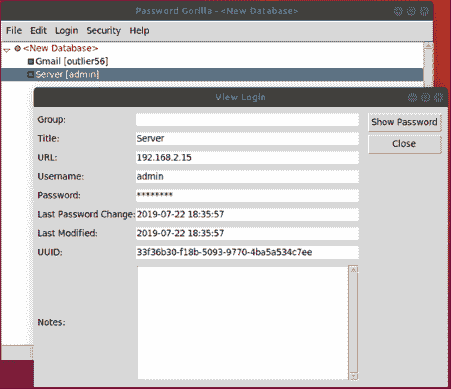 Password Gorilla - <New Database>
File Edit Login Security Help
<New Database>
Gmail [outlier56]
Server [admin]
View Login
Group:
Show Password
Title: Server
Close
URL: 192.168.2.15
Username: admin
Password: ********
Last Password Change: 2019-07-22 18:35:57
Last Modified: 2019-07-22 18:35:57
UUID: 33f36b30-f18b-5093-9770-4ba5a534c7ee
Notes: